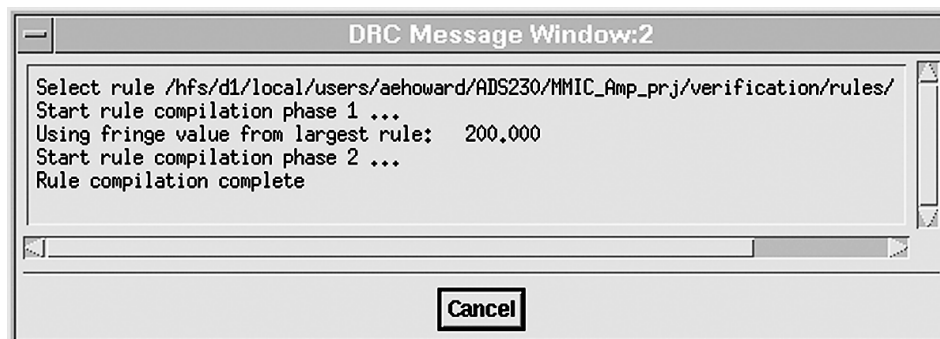 DRC Message Window:2
Select rule /hfs/d1/local/users/aehoward/ADS230/MMIC_Amp_prj/verification/rules/
Start rule compilation phase 1 ...
Using fringe value from largest rule:   200.000
Start rule compilation phase 2 ...
Rule compilation complete
Cancel